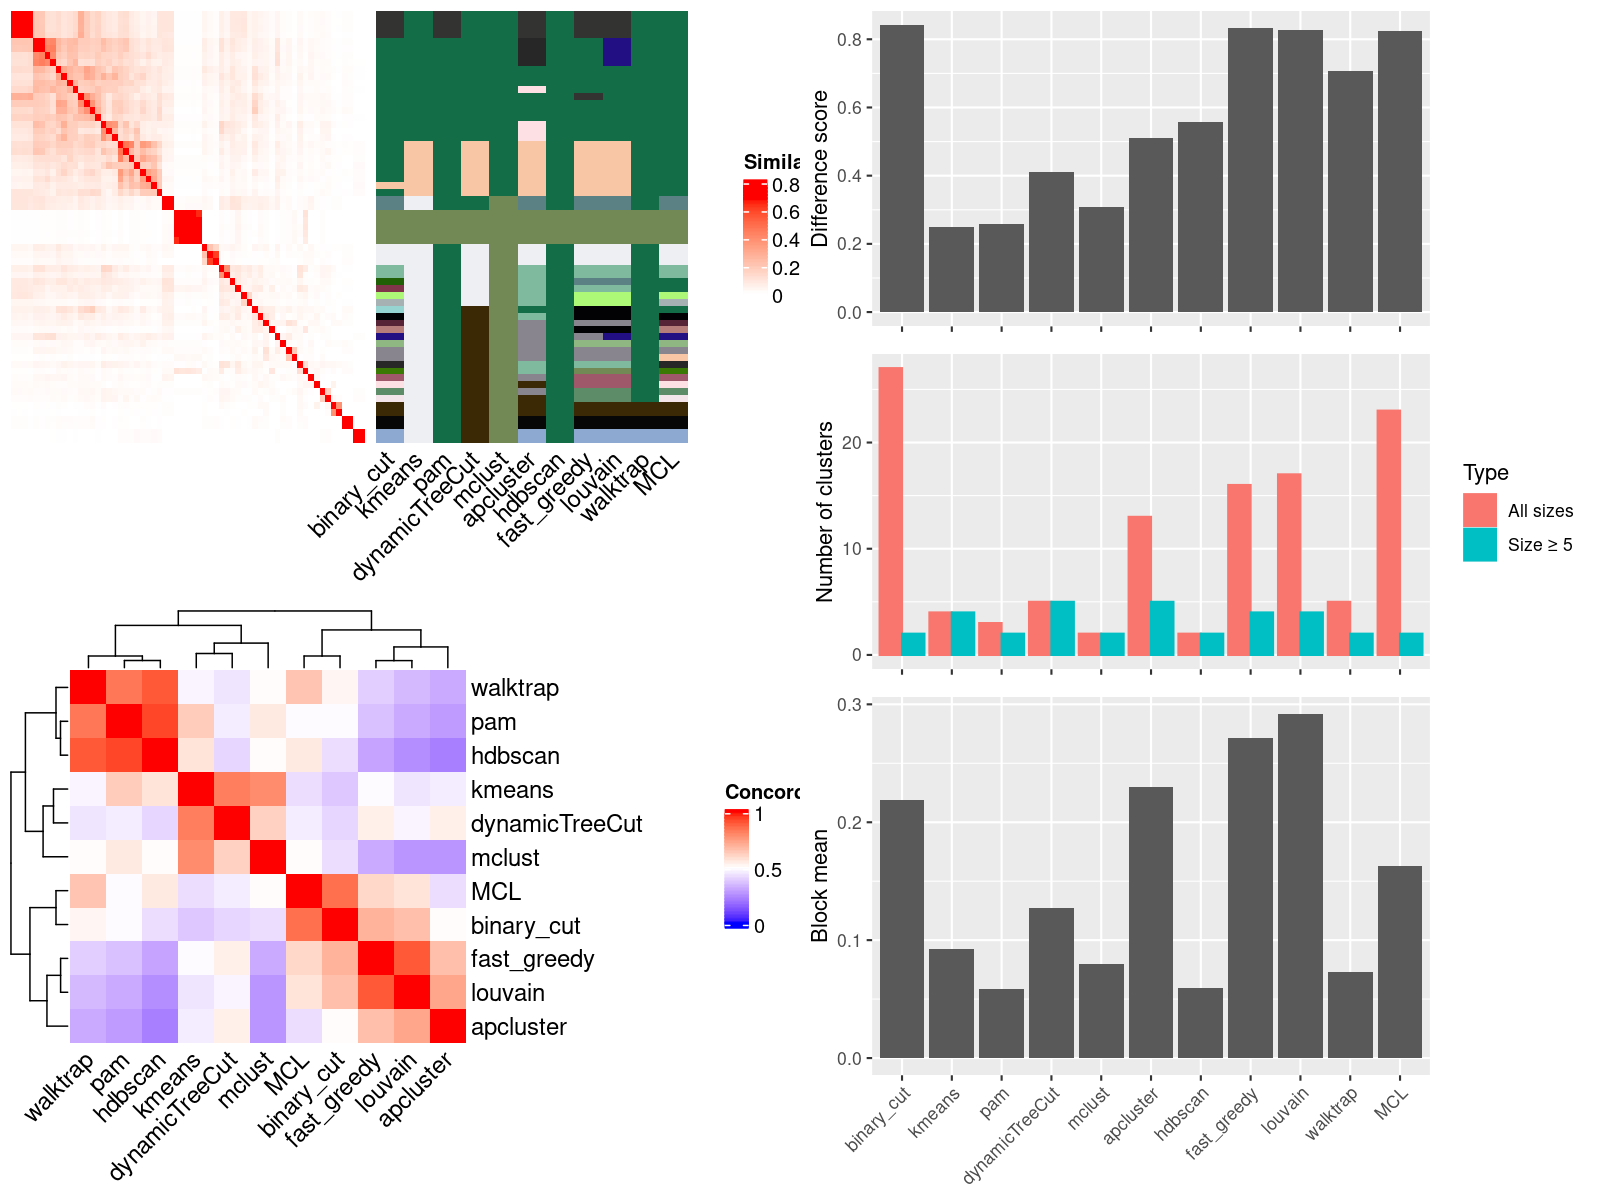 Simila
0.8
0.6
0.4
0.2
0
binary_cut
kmeans
pam
dynamicTreeCut
mclust
apcluster
hdbscan
fast_greedy
louvain
walktrap
MCL
walktrap
pam
hdbscan
kmeans
dynamicTreeCut
mclust
MCL
binary_cut
fast_greedy
louvain
apcluster
walktrap
pam
hdbscan
kmeans
dynamicTreeCut
mclust
MCL
binary_cut
fast_greedy
louvain
apcluster
Concord
1
0.5
0
Difference score
0.8
0.6
0.4
0.2
0.0
Number of clusters
20
10
0
Type
All sizes
Size ≥ 5
Block mean
0.3
0.2
0.1
0.0
binary_cut
kmeans
pam
dynamicTreeCut
mclust
apcluster
hdbscan
fast_greedy
louvain
walktrap
MCL